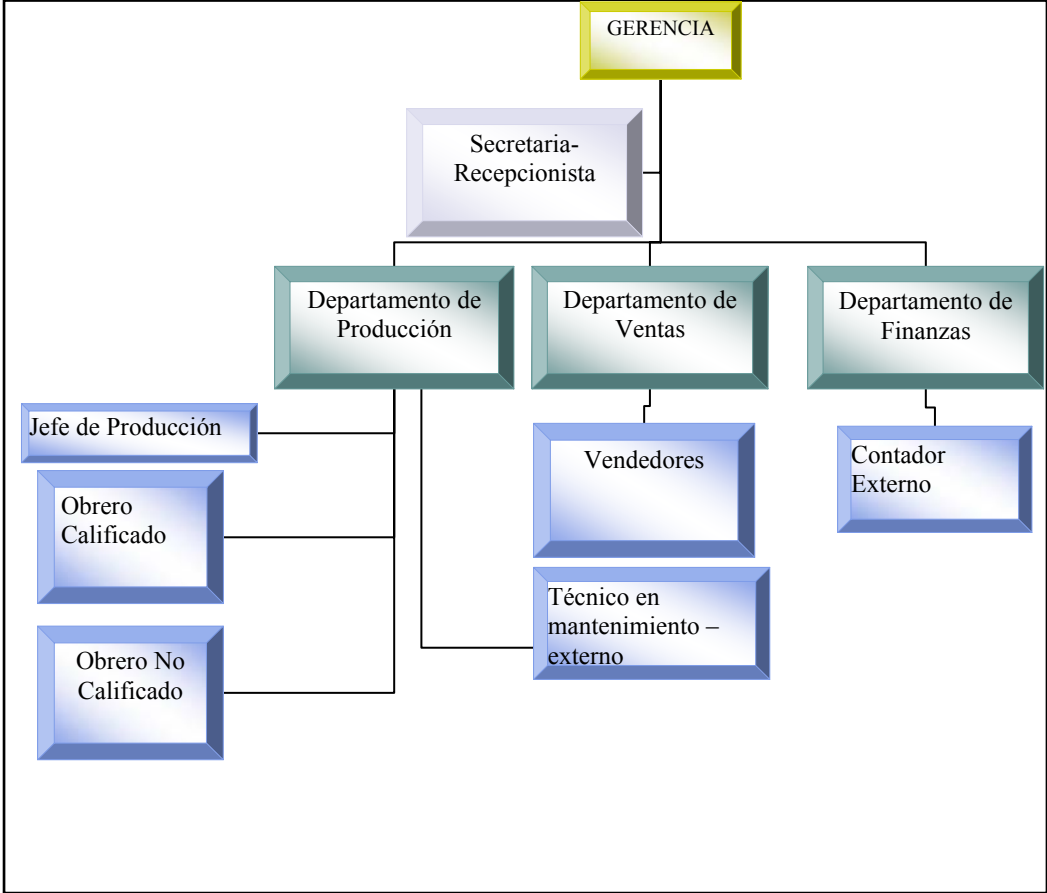 GERENCIA
Secretaria-
Recepcionista
Departamento de
Producción
Departamento de
Ventas
Departamento de
Finanzas
Jefe de Producción
Obrero
Calificado
Obrero No
Calificado
Vendedores
Técnico en
mantenimiento –
externo
Contador
Externo